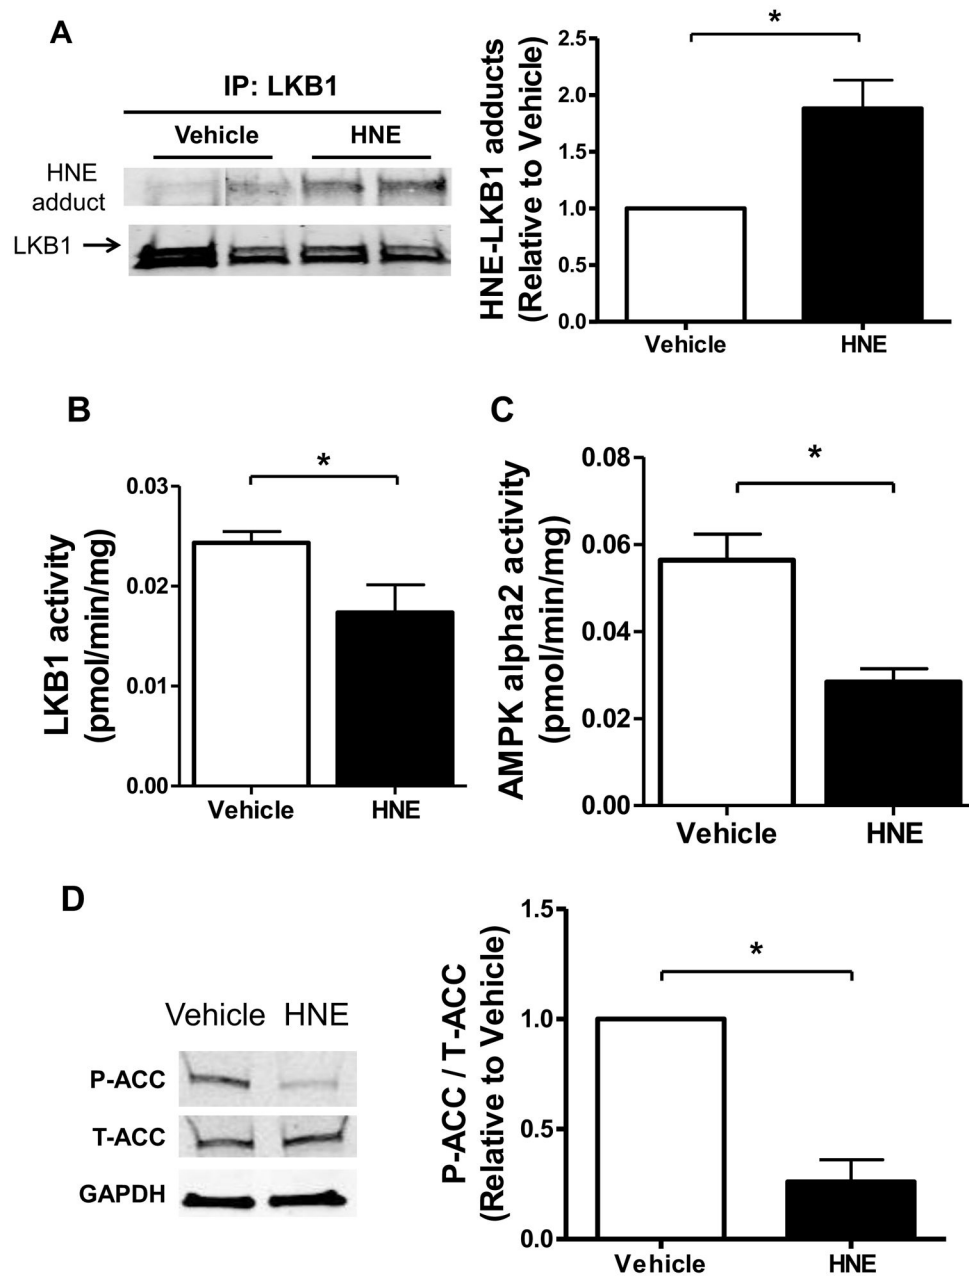 A
IP: LKB1
Vehicle HNE
HNE
adduct
LKB1
HNE-LKB1 adducts
(Relative to Vehicle)
*
2.5
2.0
1.5
1.0
0.5
0.0
Vehicle HNE
B
LKB1 activity
(pmol/min/mg)
*
0.03
0.02
0.01
0.00
Vehicle HNE
C
AMPK alpha2 activity
(pmol/min/mg)
*
0.08
0.06
0.04
0.02
0.00
Vehicle HNE
D
Vehicle HNE
P-ACC
T-ACC
GAPDH
P-ACC / T-ACC
(Relative to Vehicle)
*
1.5
1.0
0.5
0.0
Vehicle HNE